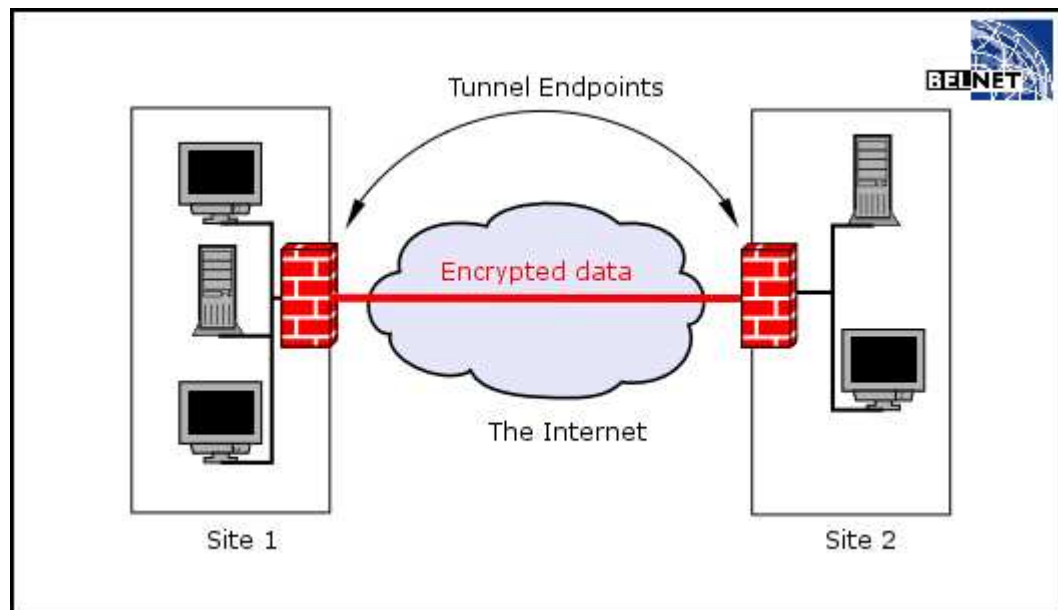 BELNET
Tunnel Endpoints
Encrypted data
The Internet
Site 1
Site 2